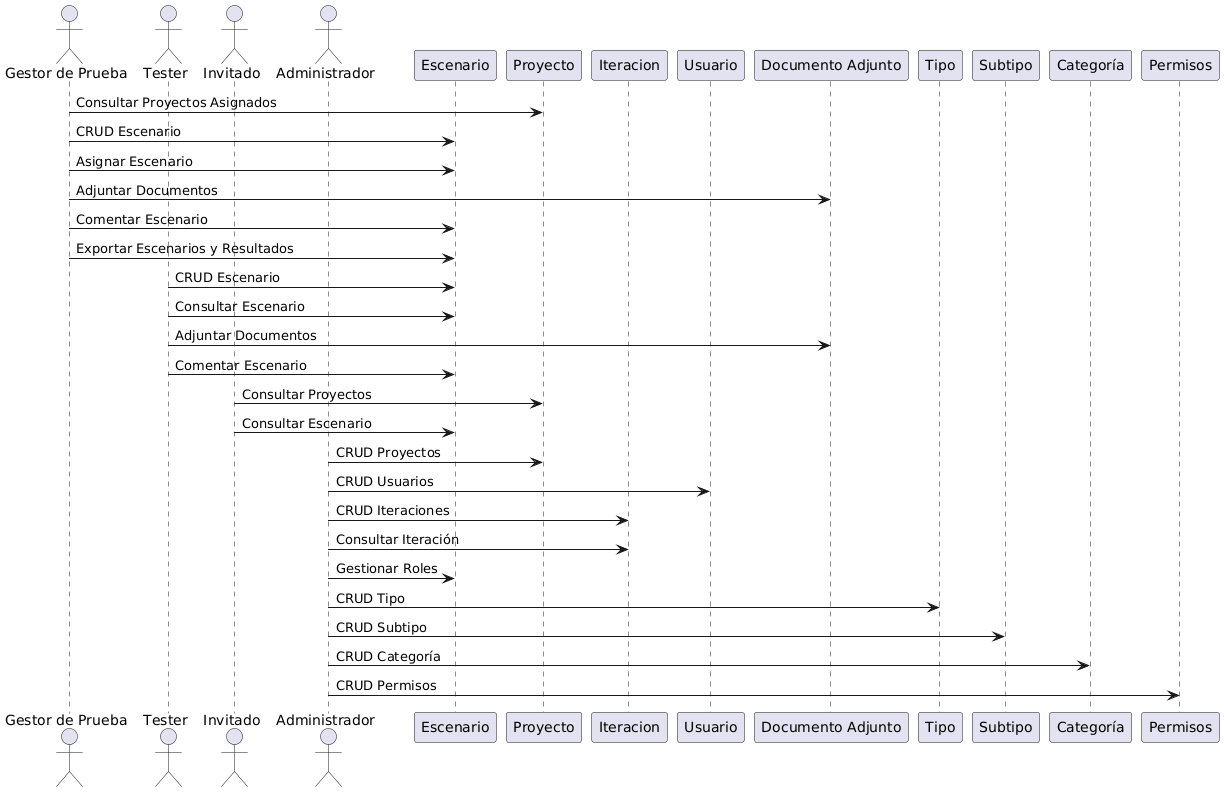 Gestor de Prueba Tester Invitado Administrador Escenario Proyecto Iteracion Usuario Documento Adjunto Tipo Subtipo Categoría Permisos
Consultar Proyectos Asignados
CRUD Escenario
Asignar Escenario
Adjuntar Documentos
Comentar Escenario
Exportar Escenarios y Resultados
CRUD Escenario
Consultar Escenario
Adjuntar Documentos
Comentar Escenario
Consultar Proyectos
Consultar Escenario
CRUD Proyectos
CRUD Usuarios
CRUD Iteraciones
Consultar Iteración
Gestionar Roles
CRUD Tipo
CRUD Subtipo
CRUD Categoría
CRUD Permisos
Gestor de Prueba Tester Invitado Administrador Escenario Proyecto Iteracion Usuario Documento Adjunto Tipo Subtipo Categoría Permisos